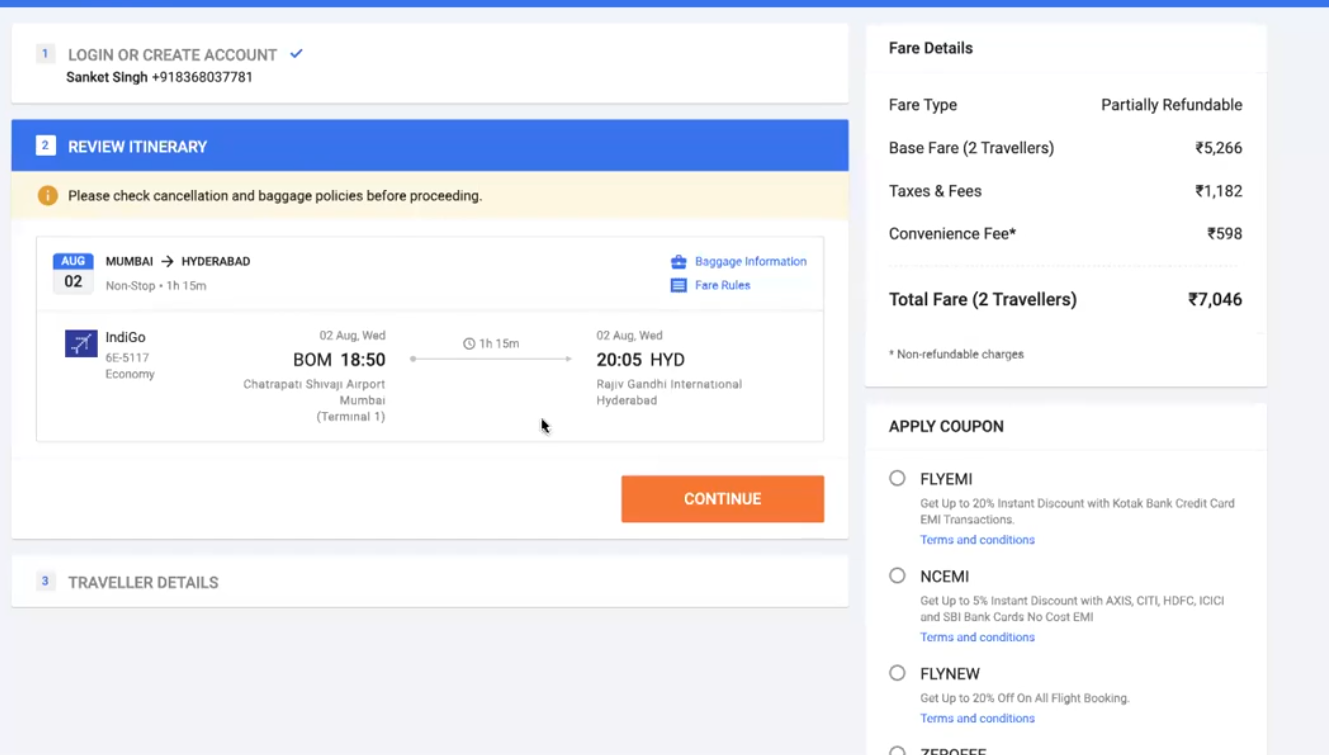 1 LOGIN OR CREATE ACCOUNT
Sanket Singh +918368037781
2 REVIEW ITINERARY
Please check cancellation and baggage policies before proceeding.
AUG
02
MUMBAI → HYDERABAD
Non-Stop • 1h 15m
Baggage Information
Fare Rules
IndiGo
6E-5117
Economy
02 Aug, Wed
BOM 18:50
Chatrapati Shivaji Airport
Mumbai
(Terminal 1)
1h 15m
02 Aug, Wed
20:05 HYD
Rajiv Gandhi International
Hyderabad
CONTINUE
3 TRAVELLER DETAILS
Fare Details
Fare Type Partially Refundable
Base Fare (2 Travellers) ₹5,266
Taxes & Fees ₹1,182
Convenience Fee* ₹598
Total Fare (2 Travellers) ₹7,046
* Non-refundable charges
APPLY COUPON
FLYEMI
Get Up to 20% Instant Discount with Kotak Bank Credit Card
EMI Transactions.
Terms and conditions
NCEMI
Get Up to 5% Instant Discount with AXIS, CITI, HDFC, ICICI
and SBI Bank Cards No Cost EMI
Terms and conditions
FLYNEW
Get Up to 20% Off On All Flight Booking.
Terms and conditions